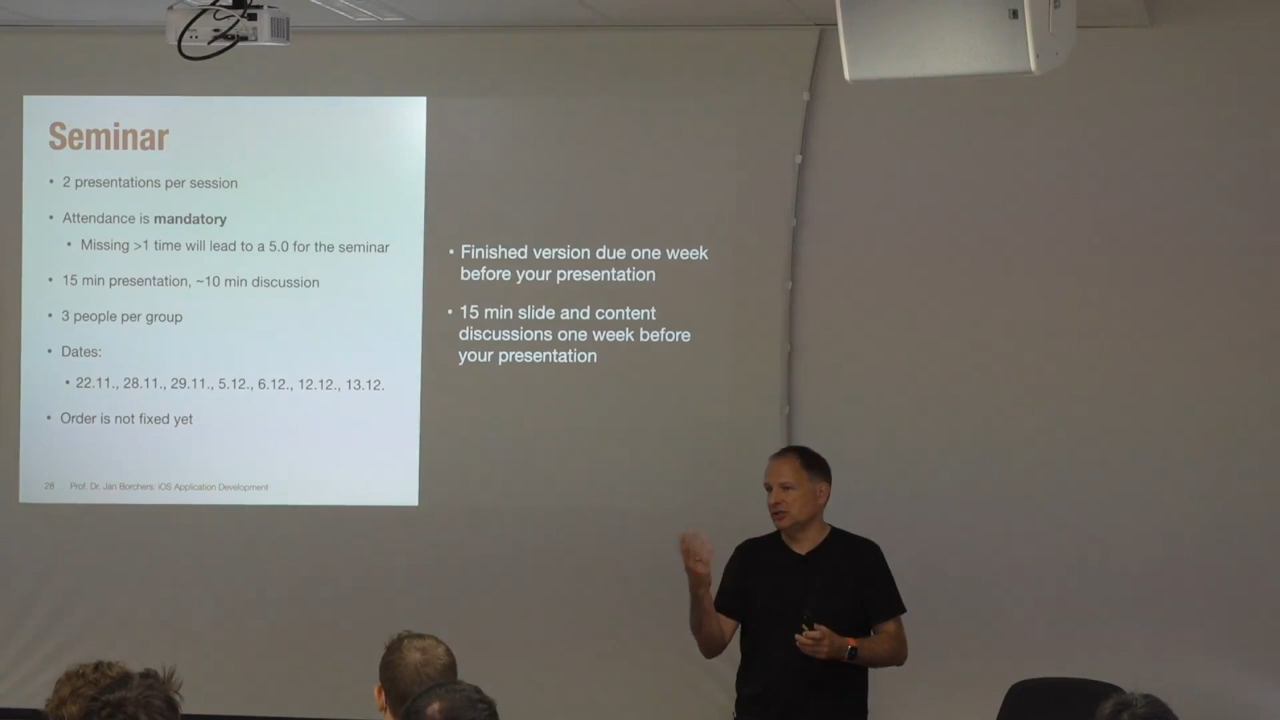 Seminar
• 2 presentations per session
• Attendance is mandatory
• Missing >1 time will lead to a 5.0 for the seminar
• 15 min presentation, ~10 min discussion
• 3 people per group
• Dates:
• 22.11., 28.11., 29.11., 5.12., 6.12., 12.12., 13.12.
• Order is not fixed yet
28 Prof. Dr. Jan Borchers: iOS Application Development
• Finished version due one week
before your presentation
• 15 min slide and content
discussions one week before
your presentation